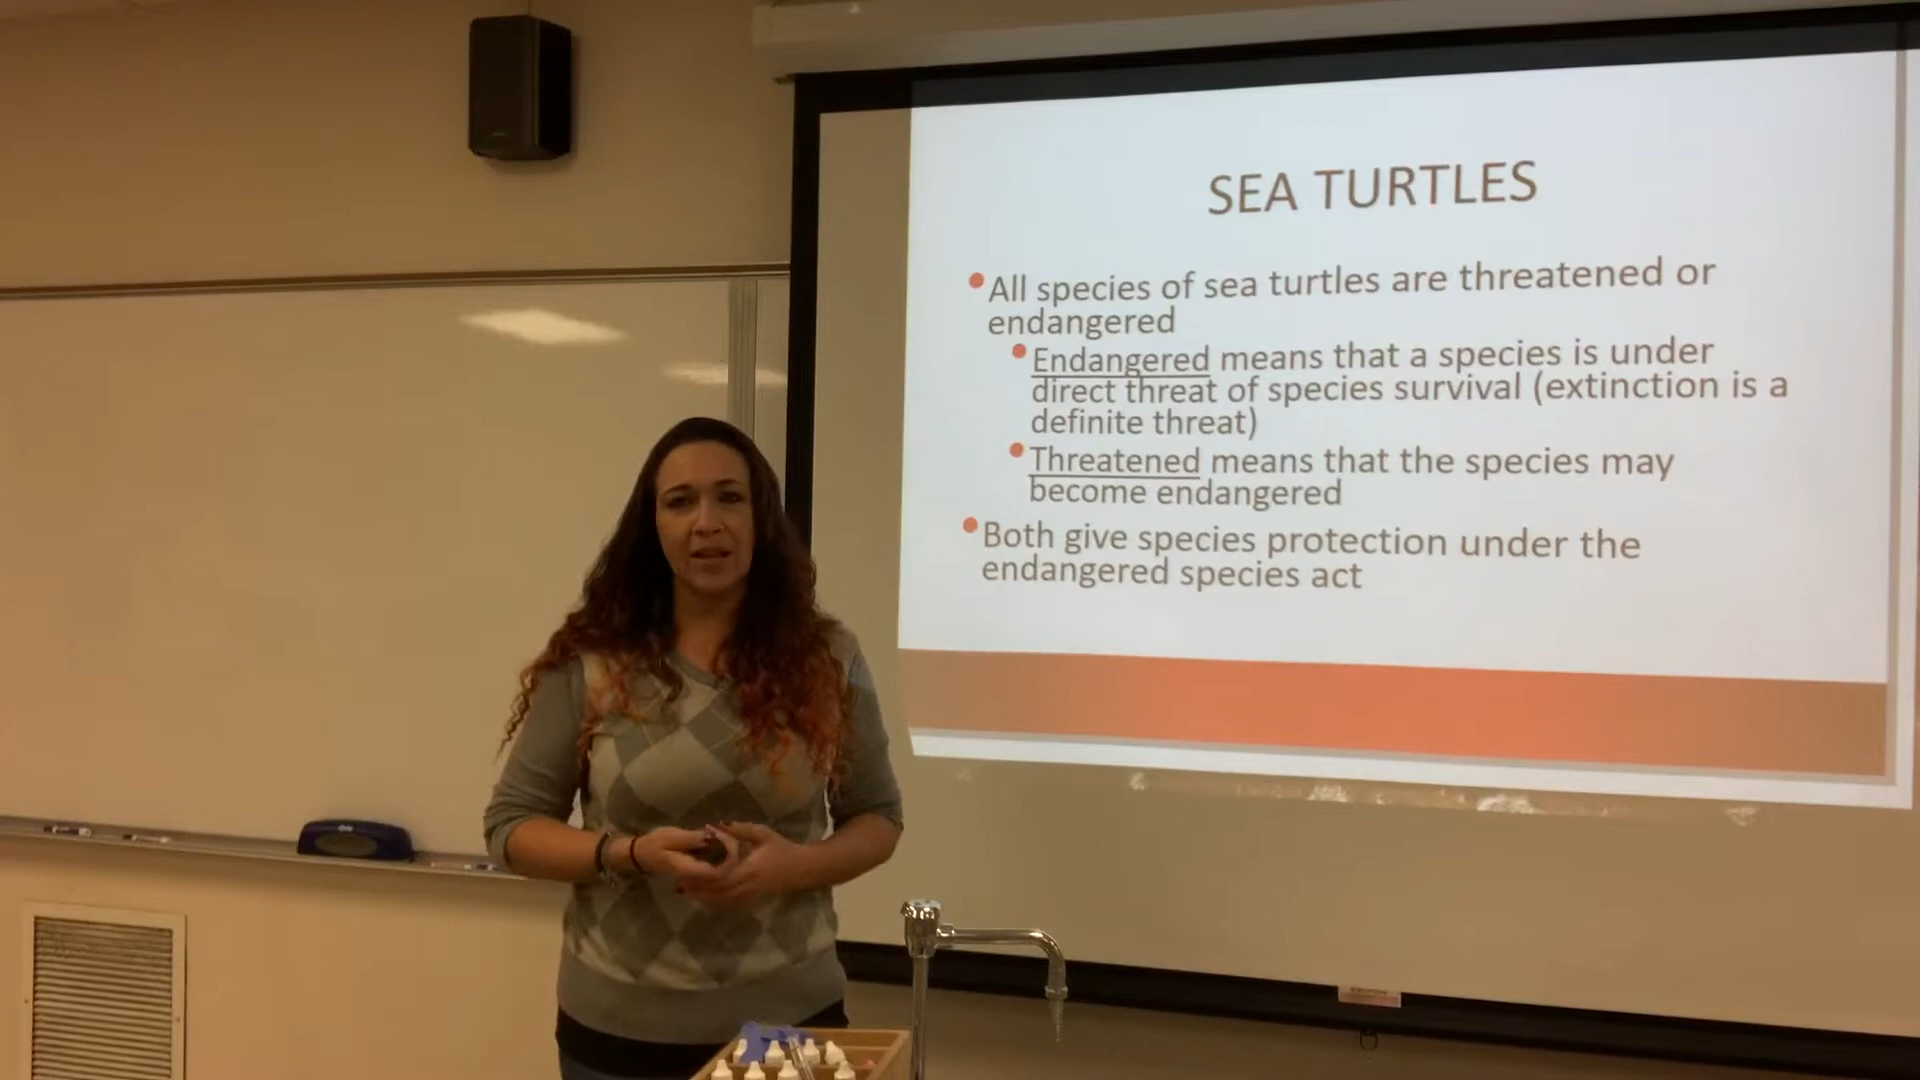 SEA TURTLES
All species of sea turtles are threatened or
endangered
Endangered means that a species is under
direct threat of species survival (extinction is a
definite threat)
Threatened means that the species may
become endangered
Both give species protection under the
endangered species act